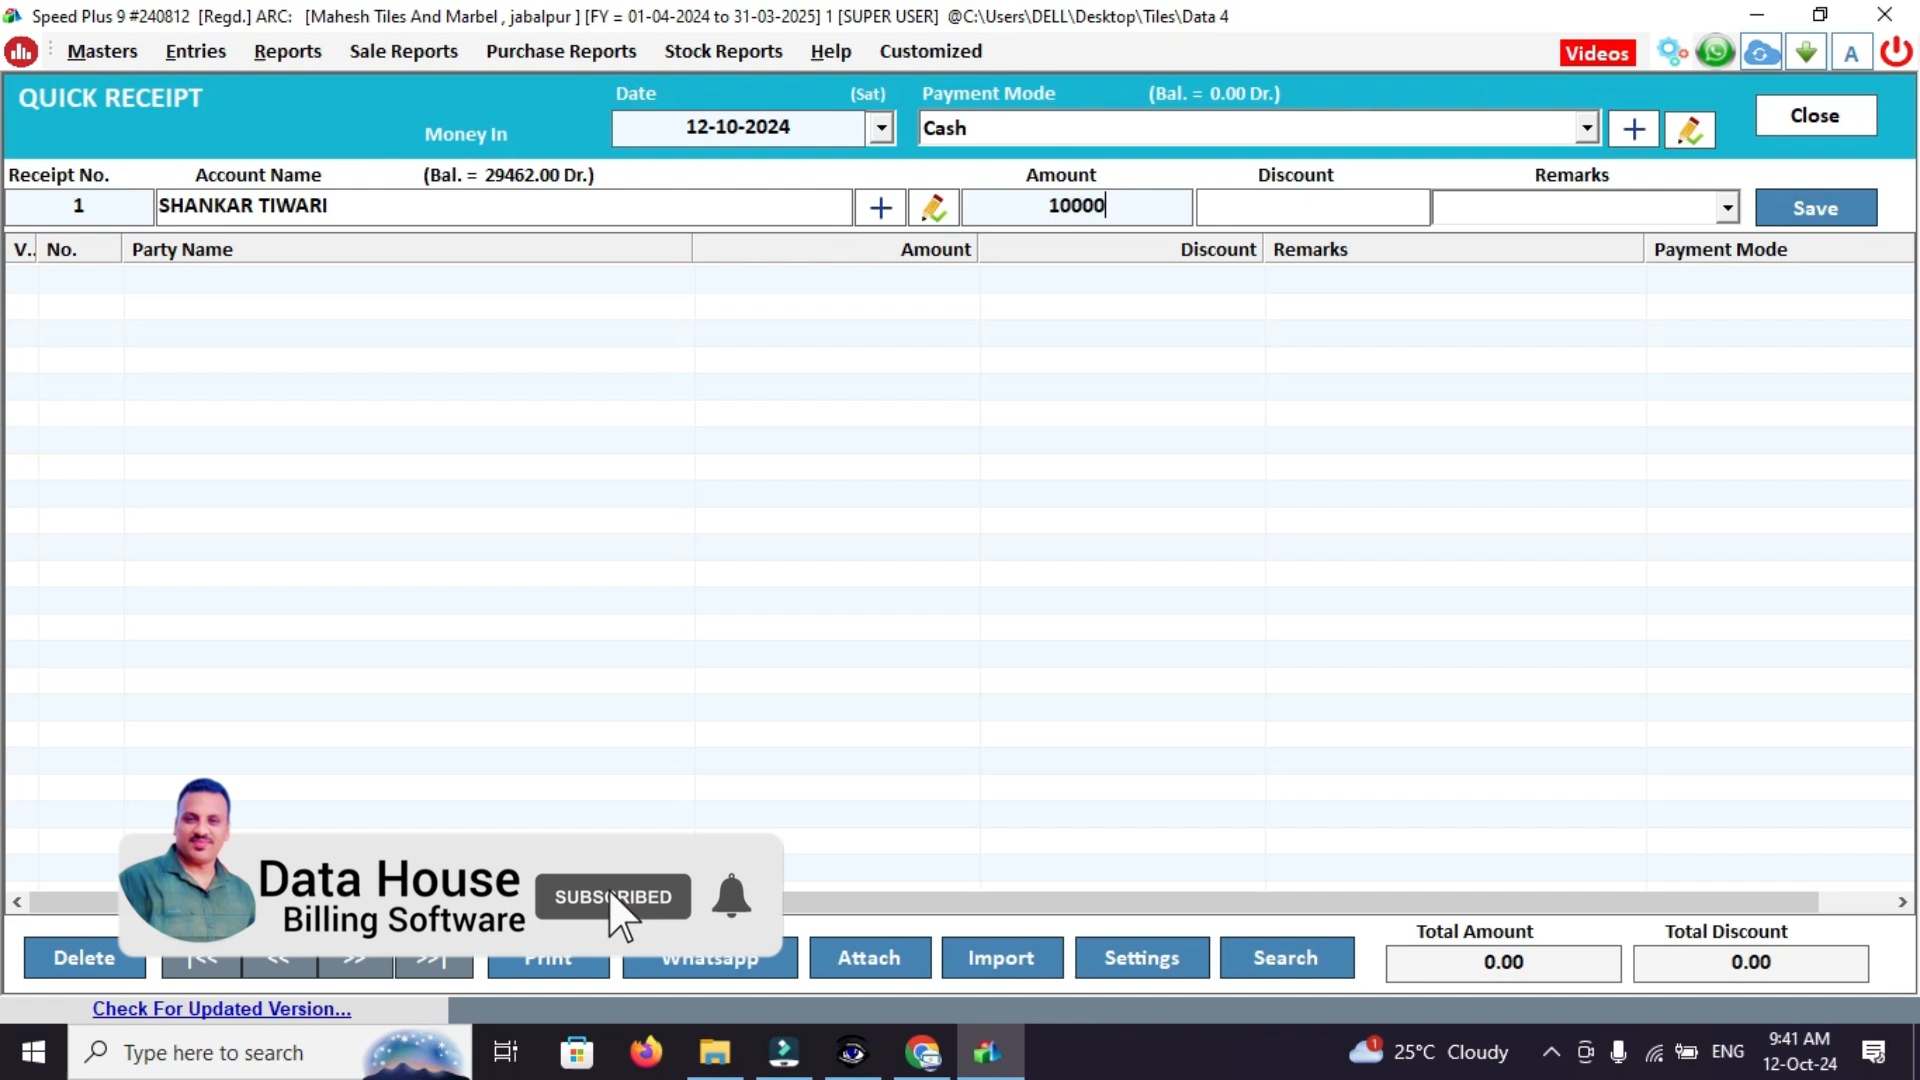 Speed Plus 9 #240812 [Regd.] ARC: [Mahesh Tiles And Marbel , jabalpur ] [FY = 01-04-2024 to 31-03-2025] 1 [SUPER USER] @C:\Users\DELL\Desktop\Tiles\Data 4
Masters Entries Reports Sale Reports Purchase Reports Stock Reports Help Customized Videos A
QUICK RECEIPT
Date (Sat) Payment Mode (Bal. = 0.00 Dr.)
Money In 12-10-2024 Cash Close
Receipt No. Account Name (Bal. = 29462.00 Dr.) Amount Discount Remarks
1 SHANKAR TIWARI 10000 Save
V.. No. Party Name Amount Discount Remarks Payment Mode
Data House
Billing Software
SUBSCRIBED
Total Amount Total Discount
Delete |<< << >> >>| Print Whatsapp Attach Import Settings Search 0.00 0.00
Check For Updated Version...
Type here to search 1 25°C Cloudy ENG 9:41 AM
12-Oct-24